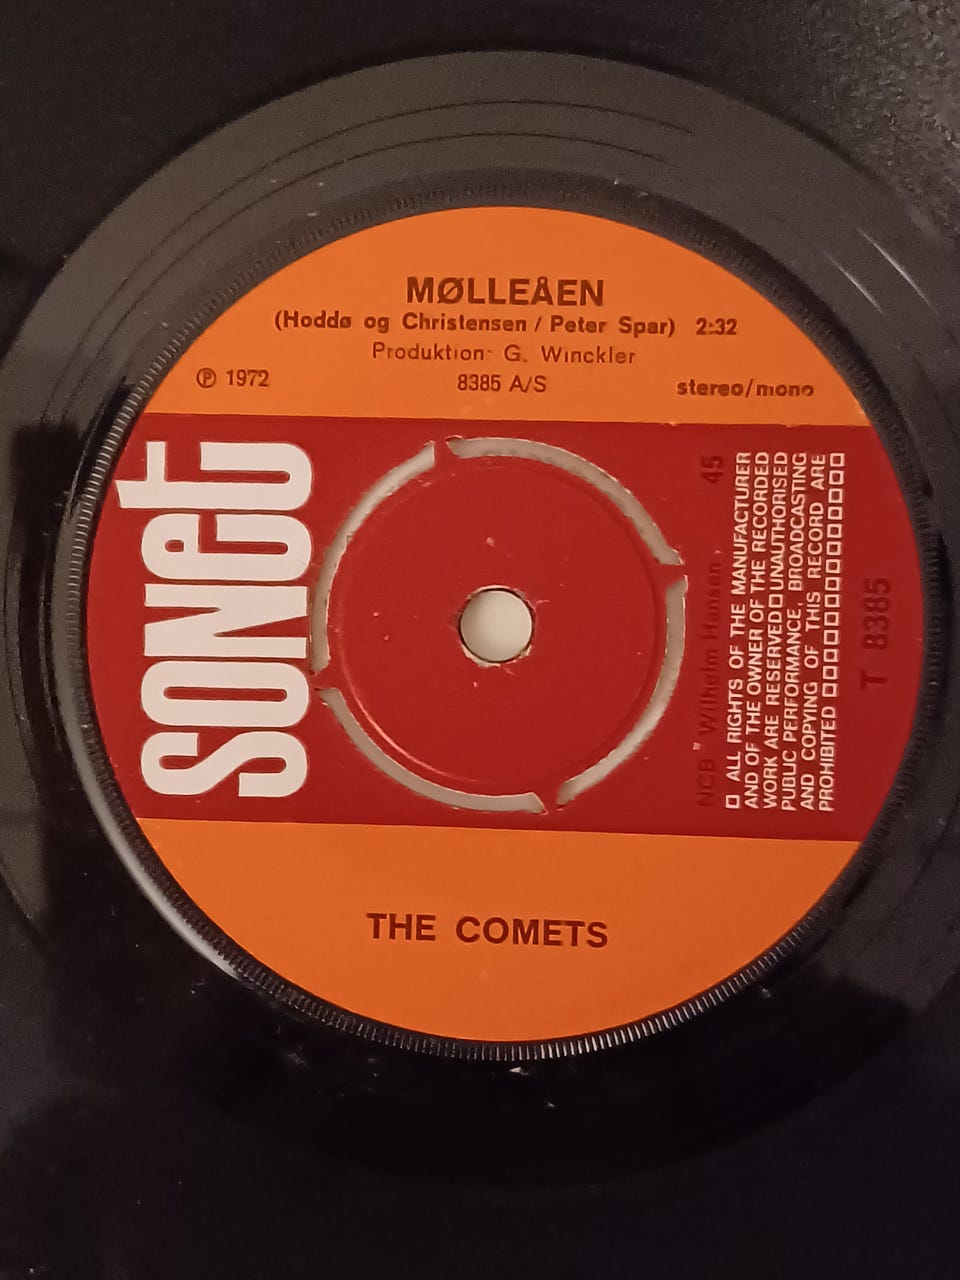 MØLLEÅEN
(Hoddø og Christensen / Peter Spar) 2:32
Produktion· G. Winckler
℗ 1972
8385 A/S
stereo/mono
SONET
THE COMETS
NCB Wilhelm Hansen 45
□ ALL RIGHTS OF THE MANUFACTURER
AND OF THE OWNER OF THE RECORDED
WORK ARE RESERVED□UNAUTHORISED
PUBLIC PERFORMANCE, BROADCASTING
AND COPYING OF THIS RECORD ARE
PROHIBITED □□□□□□□□□□□□□□
T 8385